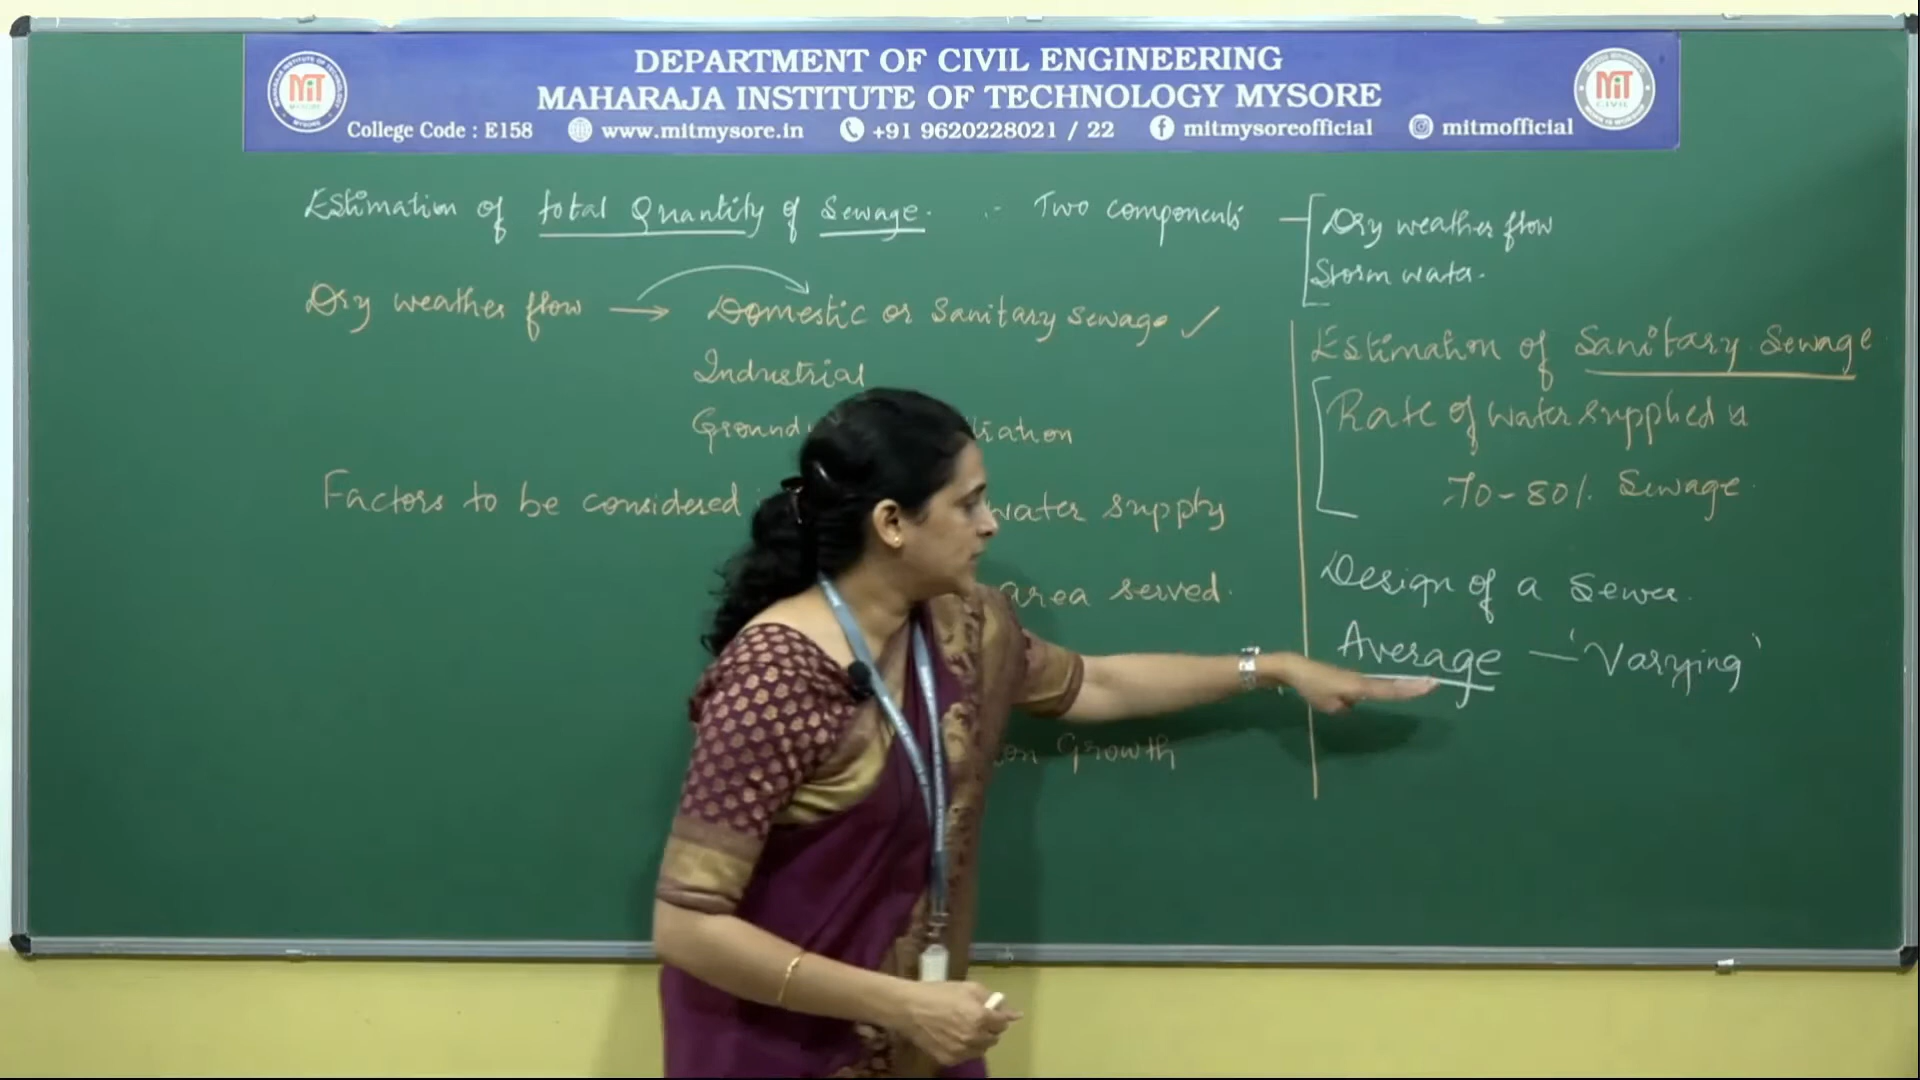 DEPARTMENT OF CIVIL ENGINEERING
MAHARAJA INSTITUTE OF TECHNOLOGY MYSORE
College Code : E158 www.mitmysore.in +91 9620228021 / 22 mitmysoreofficial mitmofficial
MIT
MIT
CIVIL
Estimation of total Quantity of Sewage. :- Two components
Dry weather flow
Storm water.
Dry weather flow → Domestic or Sanitary Sewage ✓
Industrial
Factors to be considered
water supply
area served.
Growth
Estimation of Sanitary Sewage
Rate of water supplied is
70-80% Sewage.
Design of a Sewer.
Average — 'Varying'